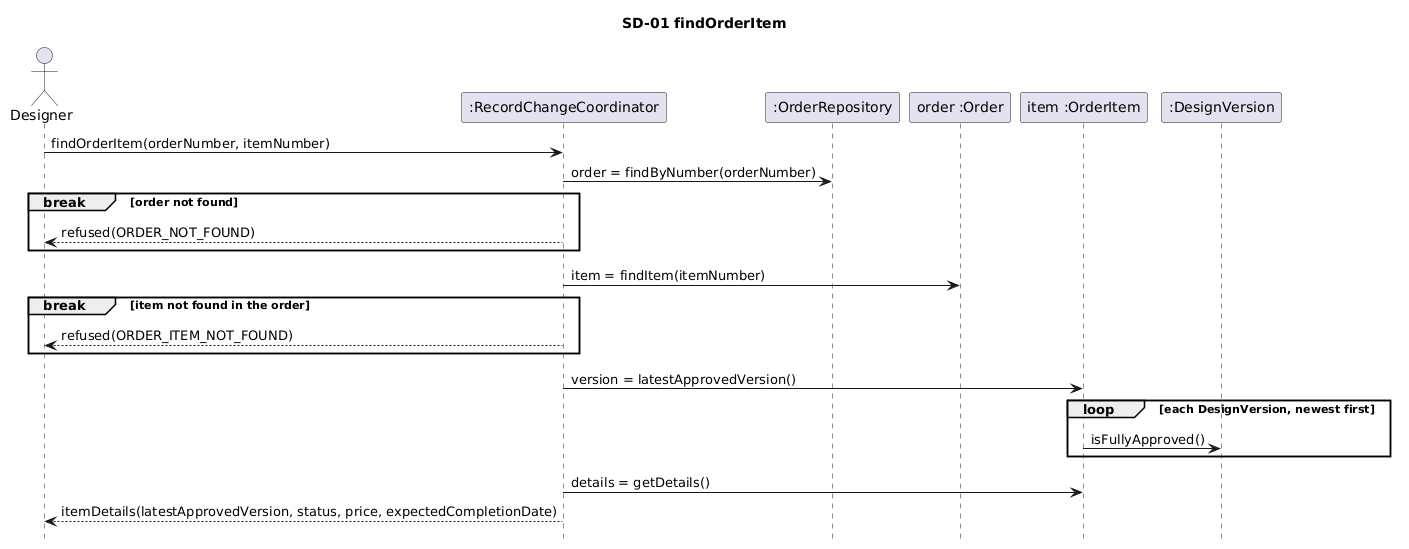 SD-01 findOrderItem
Designer
:RecordChangeCoordinator
:OrderRepository
order :Order
item :OrderItem
:DesignVersion
findOrderItem(orderNumber, itemNumber)
order = findByNumber(orderNumber)
break [order not found]
refused(ORDER_NOT_FOUND)
item = findItem(itemNumber)
break [item not found in the order]
refused(ORDER_ITEM_NOT_FOUND)
version = latestApprovedVersion()
loop [each DesignVersion, newest first]
isFullyApproved()
details = getDetails()
itemDetails(latestApprovedVersion, status, price, expectedCompletionDate)